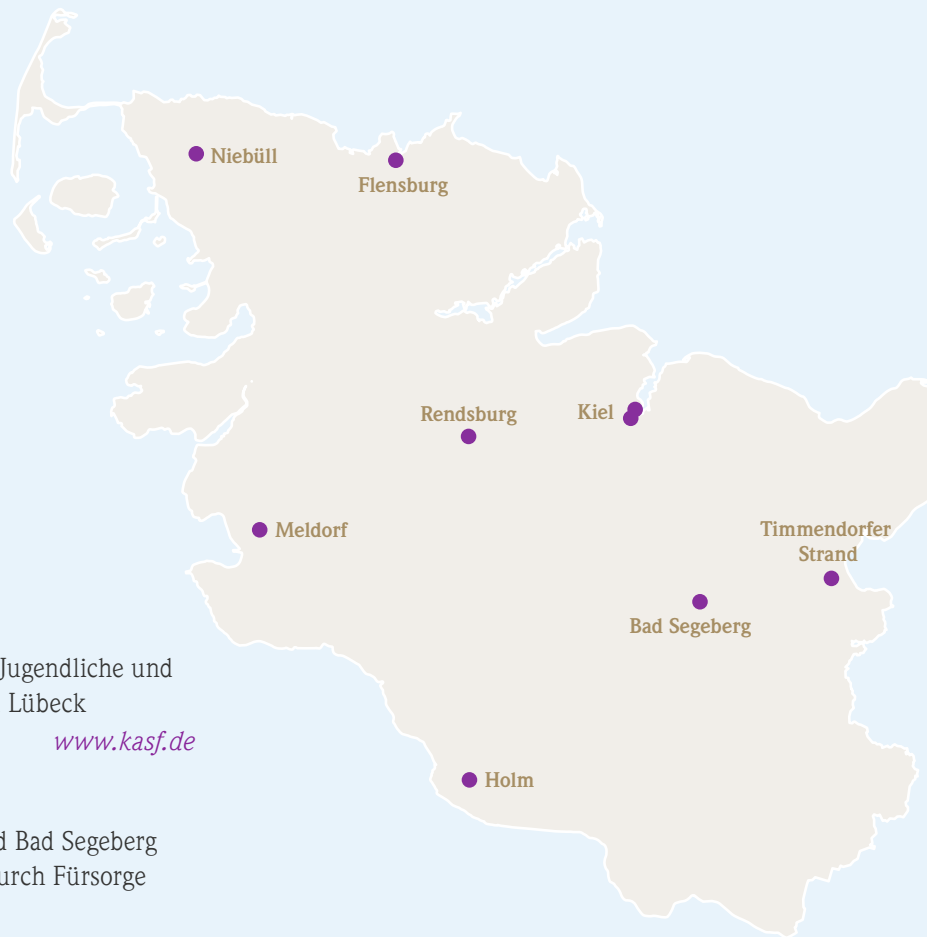 Niebüll
Flensburg
Rendsburg
Kiel
Meldorf
Timmendorfer
Strand
Bad Segeberg
Jugendliche und
Lübeck
www.kasf.de
Holm
Bad Segeberg
Fürsorge